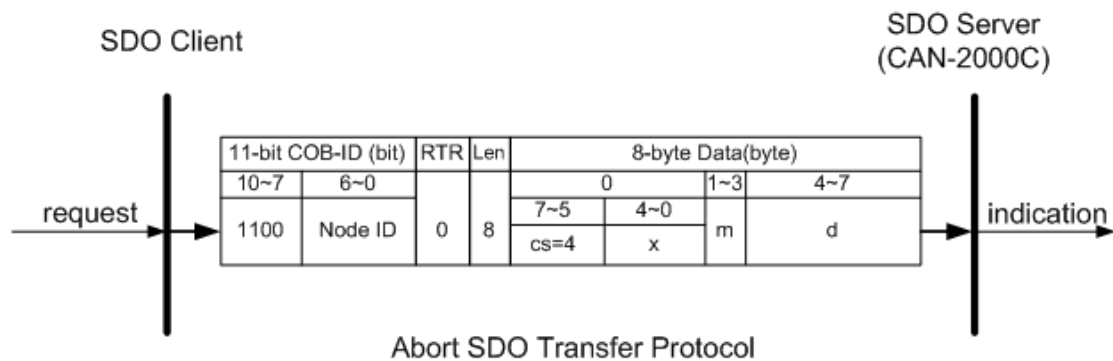 SDO Client
SDO Server
(CAN-2000C)
11-bit COB-ID (bit) RTR Len 8-byte Data(byte)
10~7 6~0 0 1~3 4~7
request 1100 Node ID 0 8 7~5 4~0 m d indication
cs=4 x
Abort SDO Transfer Protocol